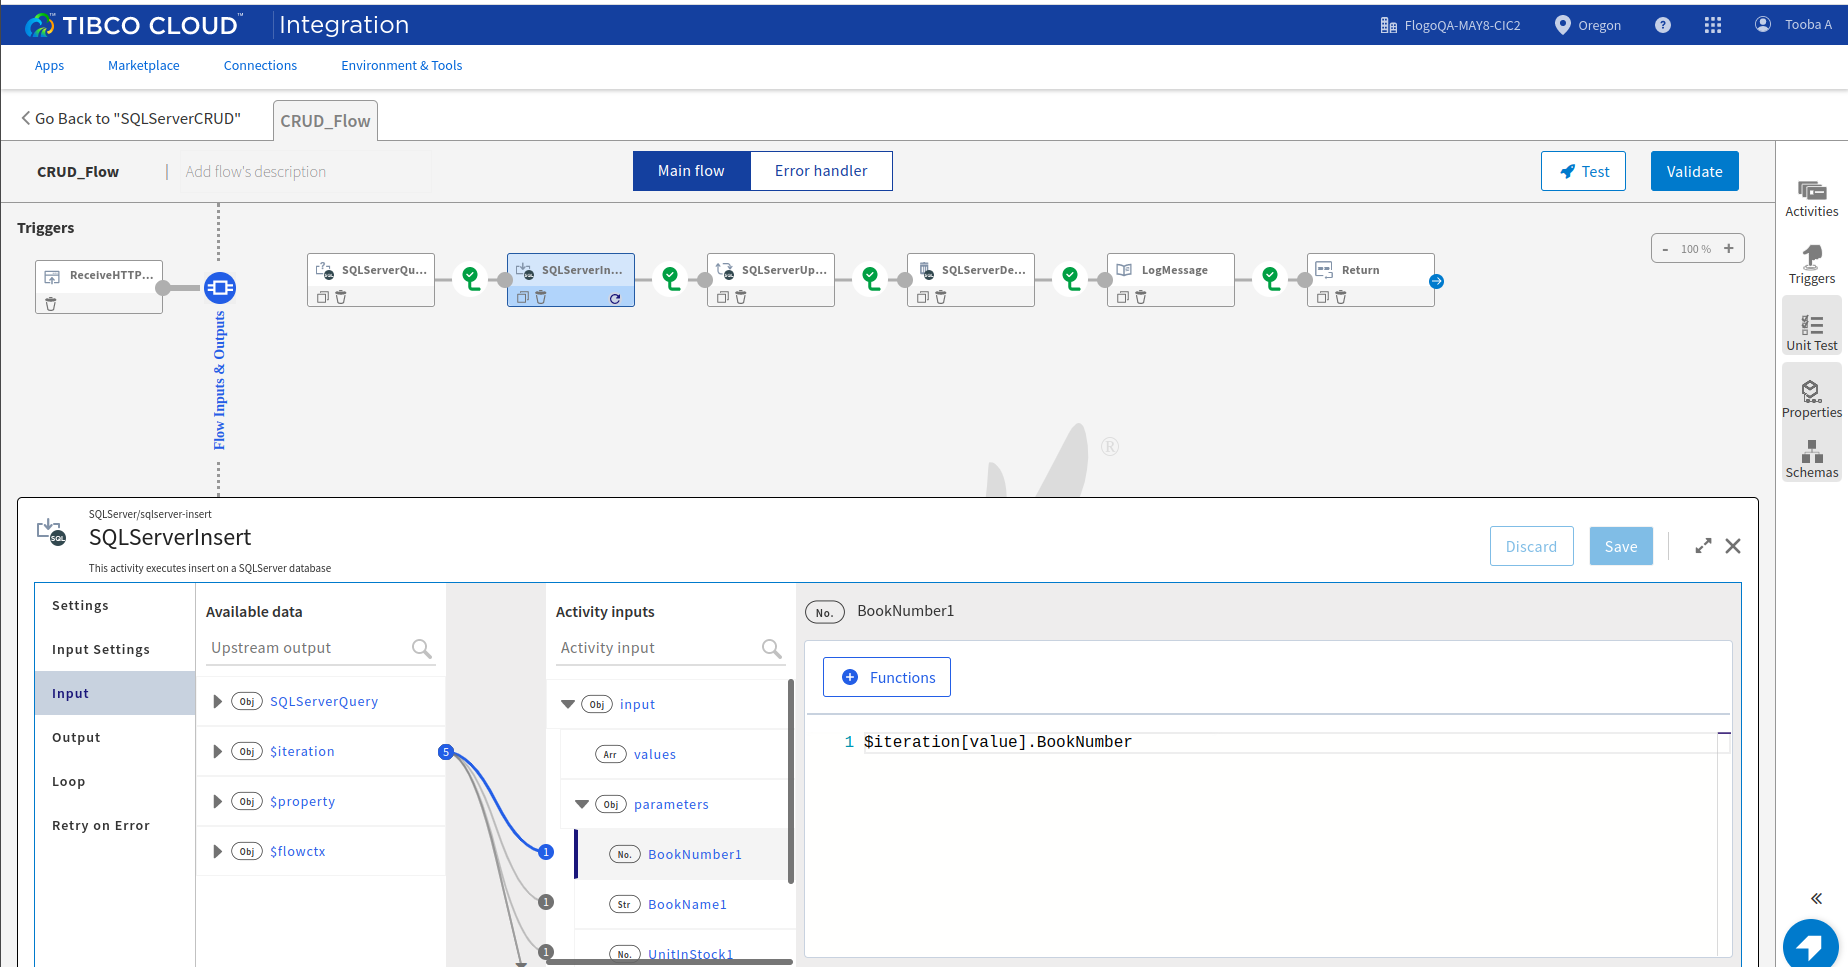 TIBCO CLOUD™ Integration
FlogoQA-MAY8-CIC2 Oregon ? Tooba A
Apps Marketplace Connections Environment & Tools
Go Back to "SQLServerCRUD" CRUD_Flow
CRUD_Flow Add flow's description Main flow Error handler Test Validate
Activities
Triggers
Unit Test
Properties
Schemas
Triggers
- 100 % +
ReceiveHTTP...
SQLServerQu... SQLServerIn... SQLServerUp... SQLServerDe... LogMessage Return
Flow Inputs & Outputs
®
SQLServer/sqlserver-insert
SQLServerInsert
This activity executes insert on a SQLServer database
Discard Save
Settings
Input Settings
Input
Output
Loop
Retry on Error
Available data
Upstream output
Obj SQLServerQuery
Obj $iteration 5
Obj $property
Obj $flowctx
Activity inputs
Activity input
Obj input
Arr values
Obj parameters
1 No. BookNumber1
1 Str BookName1
1 No. UnitInStock1
No. BookNumber1
+ Functions
1 $iteration[value].BookNumber